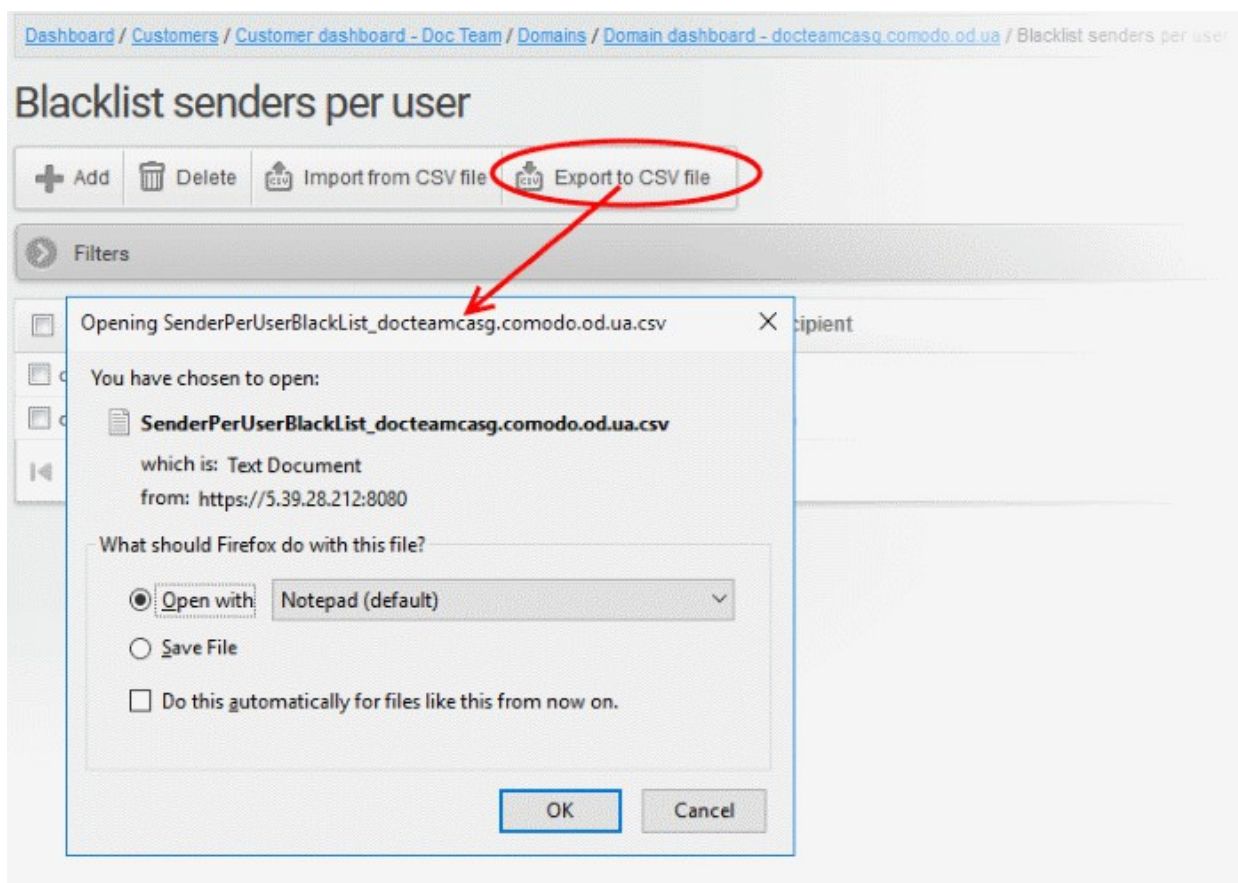 Dashboard / Customers / Customer dashboard - Doc Team / Domains / Domain dashboard - docteamcasg.comodo.od.ua / Blacklist senders per user
Blacklist senders per user
Add Delete CSV Import from CSV file CSV Export to CSV file
Filters
Opening SenderPerUserBlackList_docteamcasg.comodo.od.ua.csv
cipient
You have chosen to open:
SenderPerUserBlackList_docteamcasg.comodo.od.ua.csv
which is: Text Document
from: https://5.39.28.212:8080
What should Firefox do with this file?
Open with Notepad (default)
Save File
Do this automatically for files like this from now on.
OK Cancel